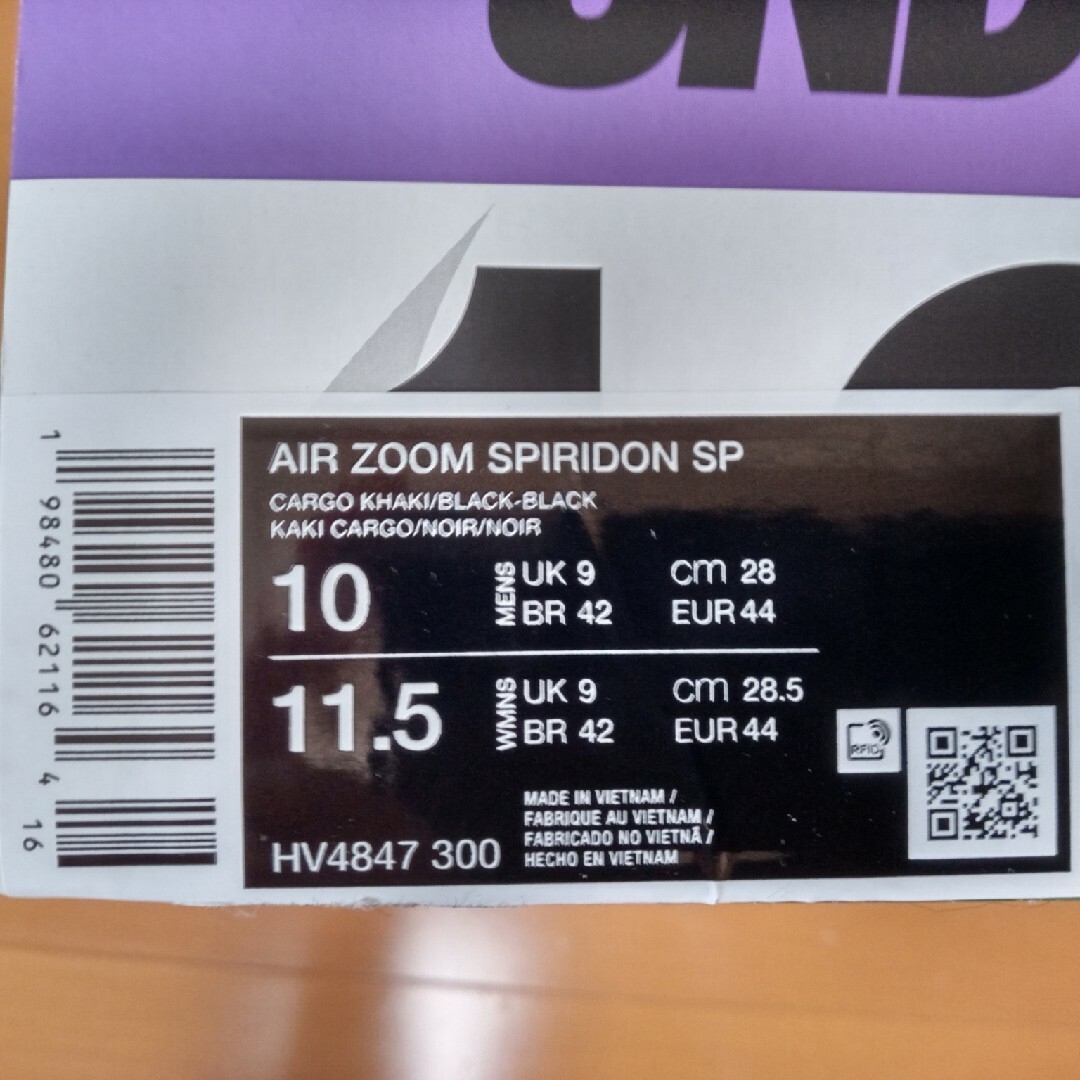 AIR ZOOM SPIRIDON SP
CARGO KHAKI/BLACK-BLACK
KAKI CARGO/NOIR/NOIR
10 MENS UK 9 cm 28
BR 42 EUR 44
11.5 WMNS UK 9 cm 28.5
BR 42 EUR 44
RFID
MADE IN VIETNAM /
FABRIQUE AU VIETNAM /
FABRICADO NO VIETNÃ /
HECHO EN VIETNAM
HV4847 300
1 98480 62116 4 16